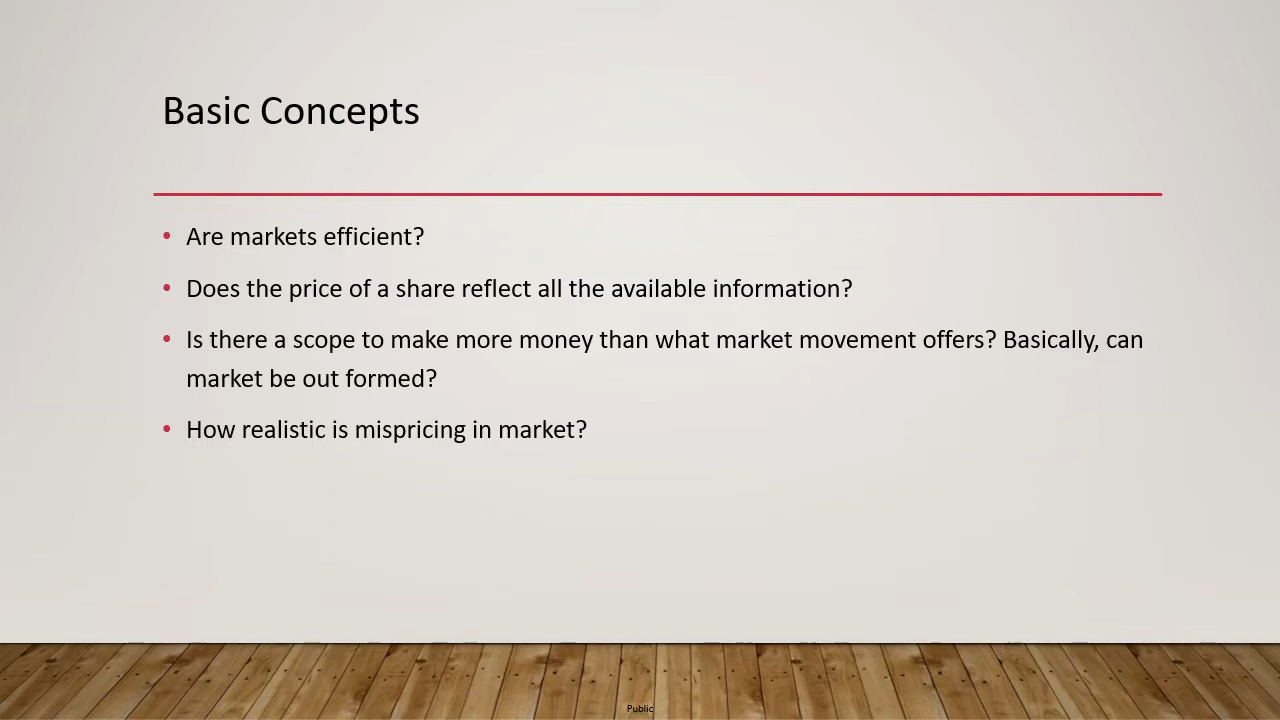 Basic Concepts
• Are markets efficient?
• Does the price of a share reflect all the available information?
• Is there a scope to make more money than what market movement offers? Basically, can
market be out formed?
• How realistic is mispricing in market?
Public